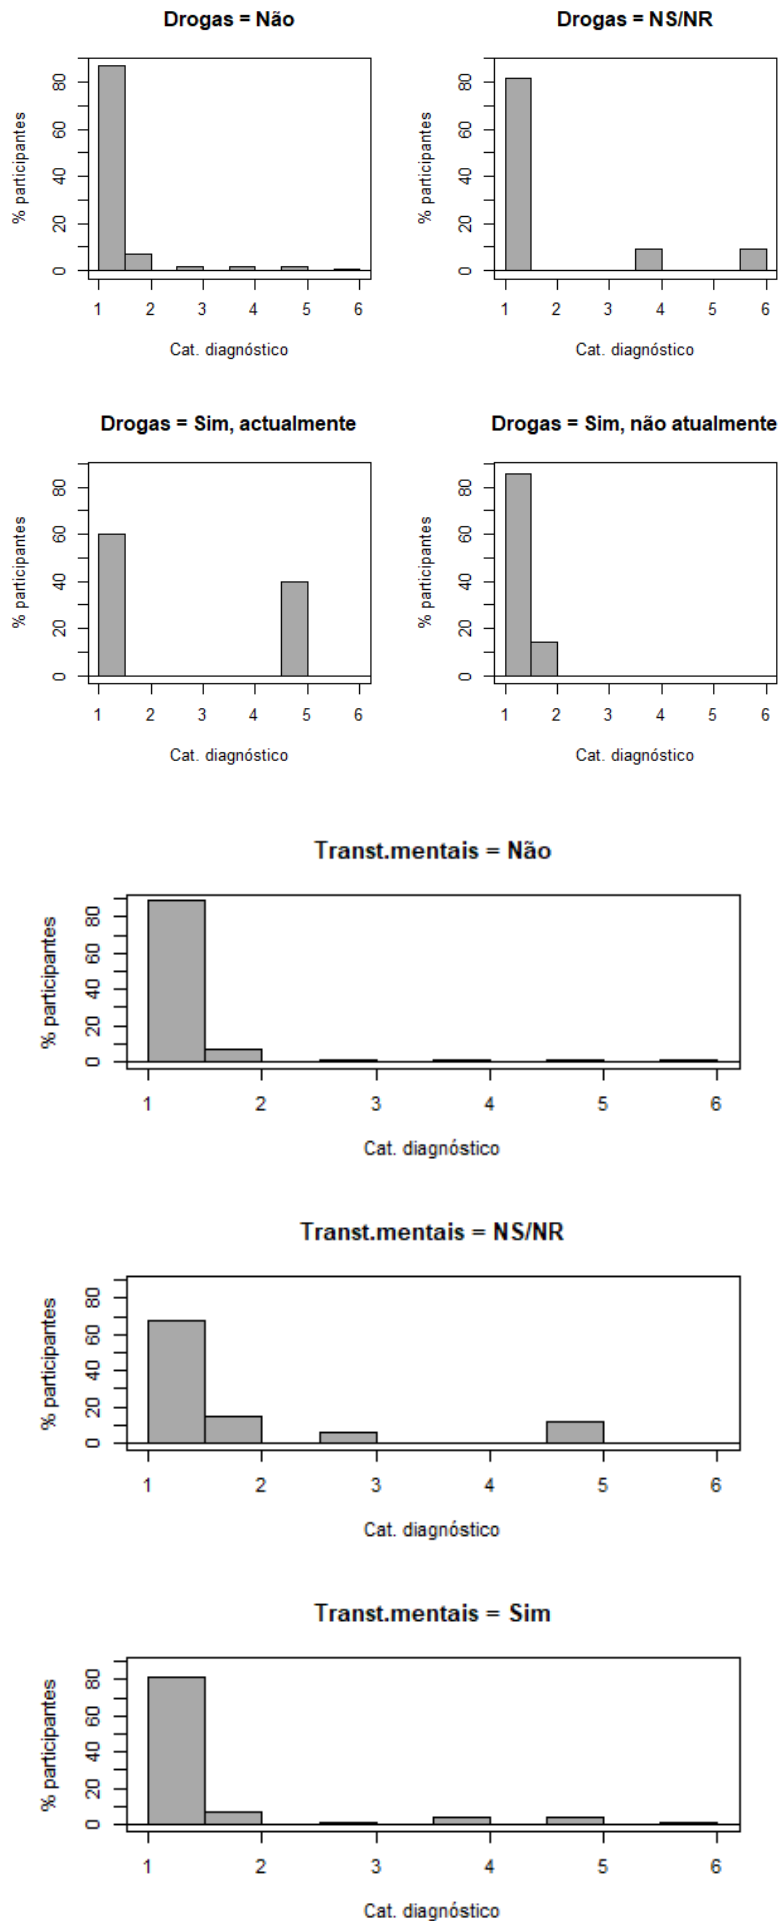 Drogas = Não
% participantes
0 20 40 60 80
1 2 3 4 5 6
Cat. diagnóstico
Drogas = NS/NR
% participantes
0 20 40 60 80
1 2 3 4 5 6
Cat. diagnóstico
Drogas = Sim, actualmente
% participantes
0 20 40 60 80
1 2 3 4 5 6
Cat. diagnóstico
Drogas = Sim, não atualmente
% participantes
0 20 40 60 80
1 2 3 4 5 6
Cat. diagnóstico
Transt.mentais = Não
% participantes
0 20 40 60 80
1 2 3 4 5 6
Cat. diagnóstico
Transt.mentais = NS/NR
% participantes
0 20 40 60 80
1 2 3 4 5 6
Cat. diagnóstico
Transt.mentais = Sim
% participantes
0 20 40 60 80
1 2 3 4 5 6
Cat. diagnóstico